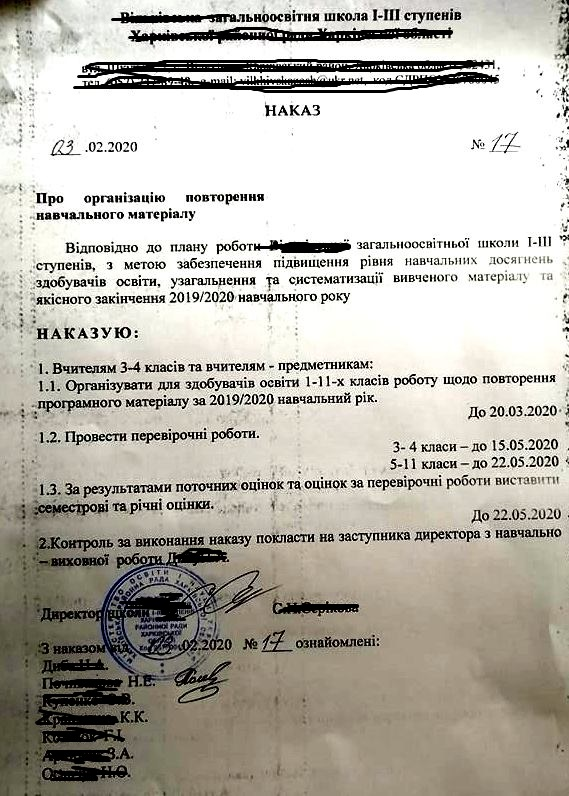 загальноосвітня школа І-ІІІ ступенів
НАКАЗ
03 .02.2020 № 17
Про організацію повторення
навчального матеріалу
Відповідно до плану роботи загальноосвітньої школи І-ІІІ
ступенів, з метою забезпечення підвищення рівня навчальних досягнень
здобувачів освіти, узагальнення та систематизації вивченого матеріалу та
якісного закінчення 2019/2020 навчального року
НАКАЗУЮ:
1. Вчителям 3-4 класів та вчителям - предметникам:
1.1. Організувати для здобувачів освіти 1-11-х класів роботу щодо повторення
програмного матеріалу за 2019/2020 навчальний рік.
До 20.03.2020
1.2. Провести перевірочні роботи.
3- 4 класи – до 15.05.2020
5-11 класи – до 22.05.2020
1.3. За результатами поточних оцінок та оцінок за перевірочні роботи виставити
семестрові та річні оцінки.
До 22.05.2020
2.Контроль за виконання наказу покласти на заступника директора з навчально
– виховної роботи
Директор школи
З наказом від .02.2020 № 17 ознайомлені:
Н.Е.
К.К.
З.А.